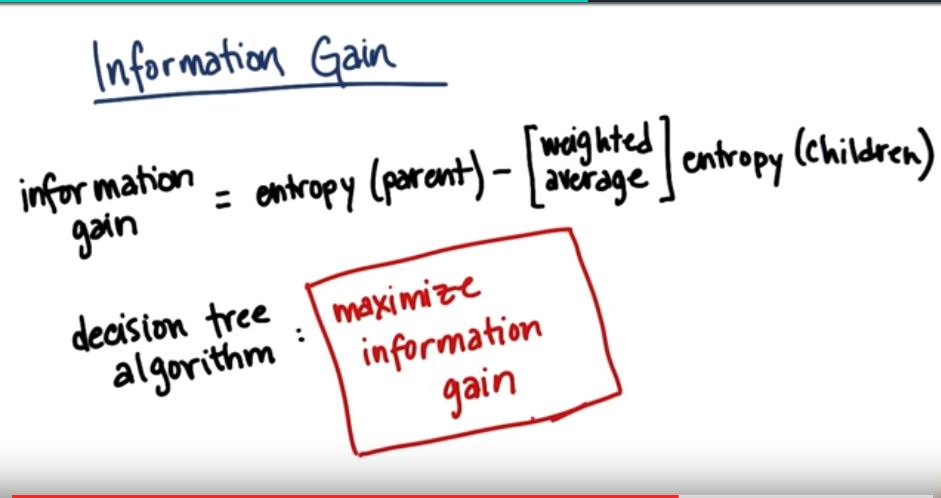 Information Gain
information gain = entropy (parent) - [weighted average] entropy (children)
decision tree algorithm :
maximize
information
gain